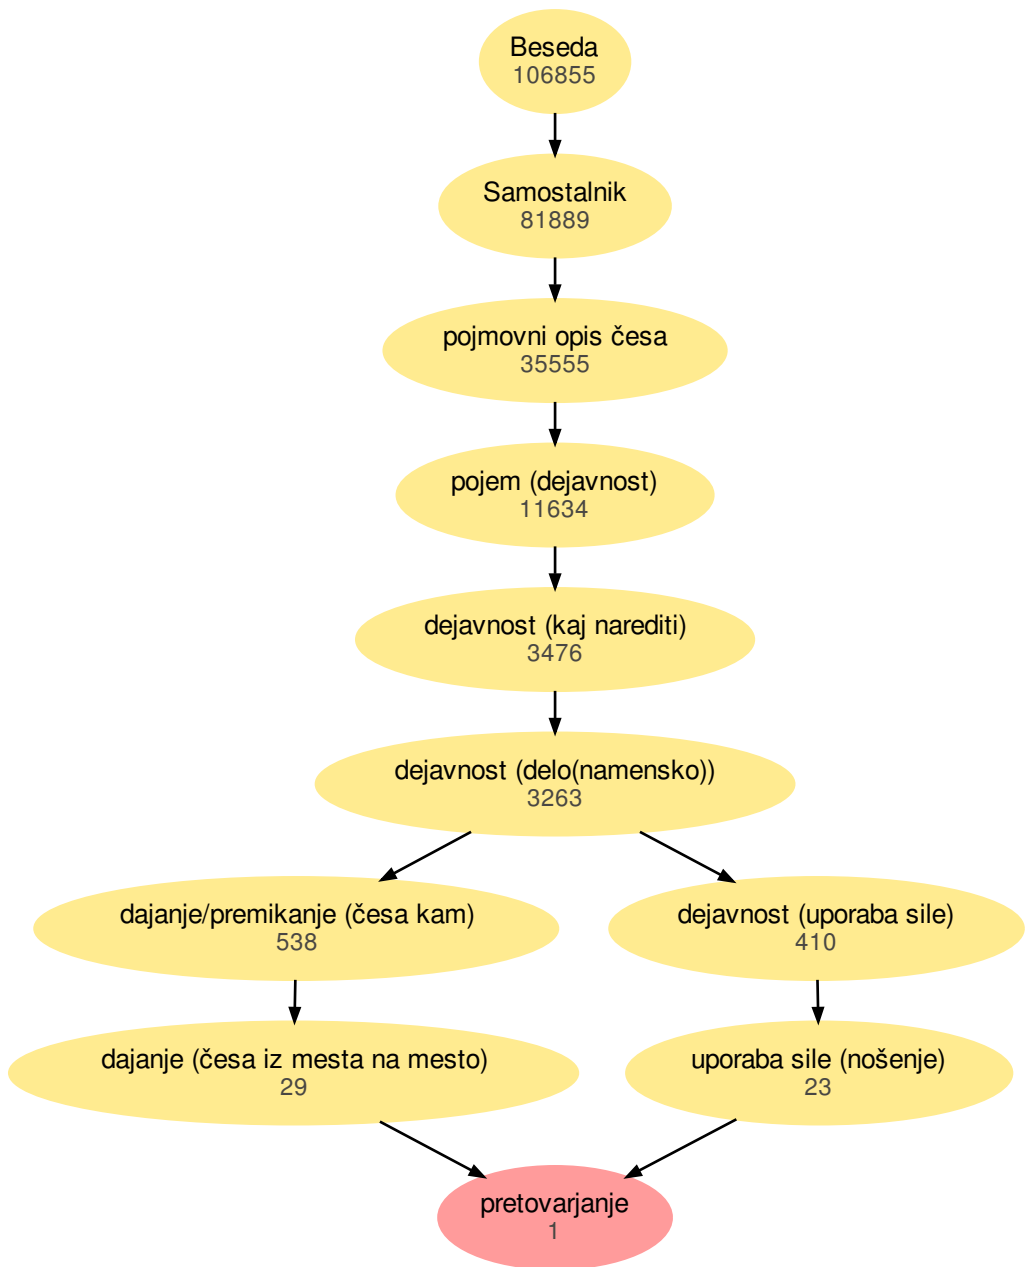 Beseda
106855
Samostalnik
81889
pojmovni opis česa
35555
pojem (dejavnost)
11634
dejavnost (kaj narediti)
3476
dejavnost (delo(namensko))
3263
dajanje/premikanje (česa kam)
538
dejavnost (uporaba sile)
410
dajanje (česa iz mesta na mesto)
29
uporaba sile (nošenje)
23
pretovarjanje
1